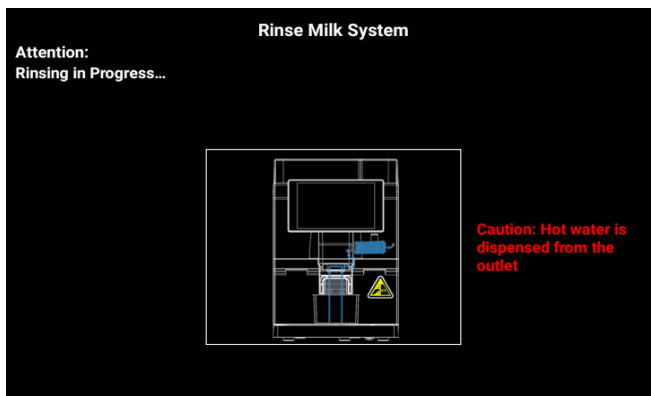 Rinse Milk System
Attention:
Rinsing in Progress...
Caution: Hot water is
dispensed from the
outlet